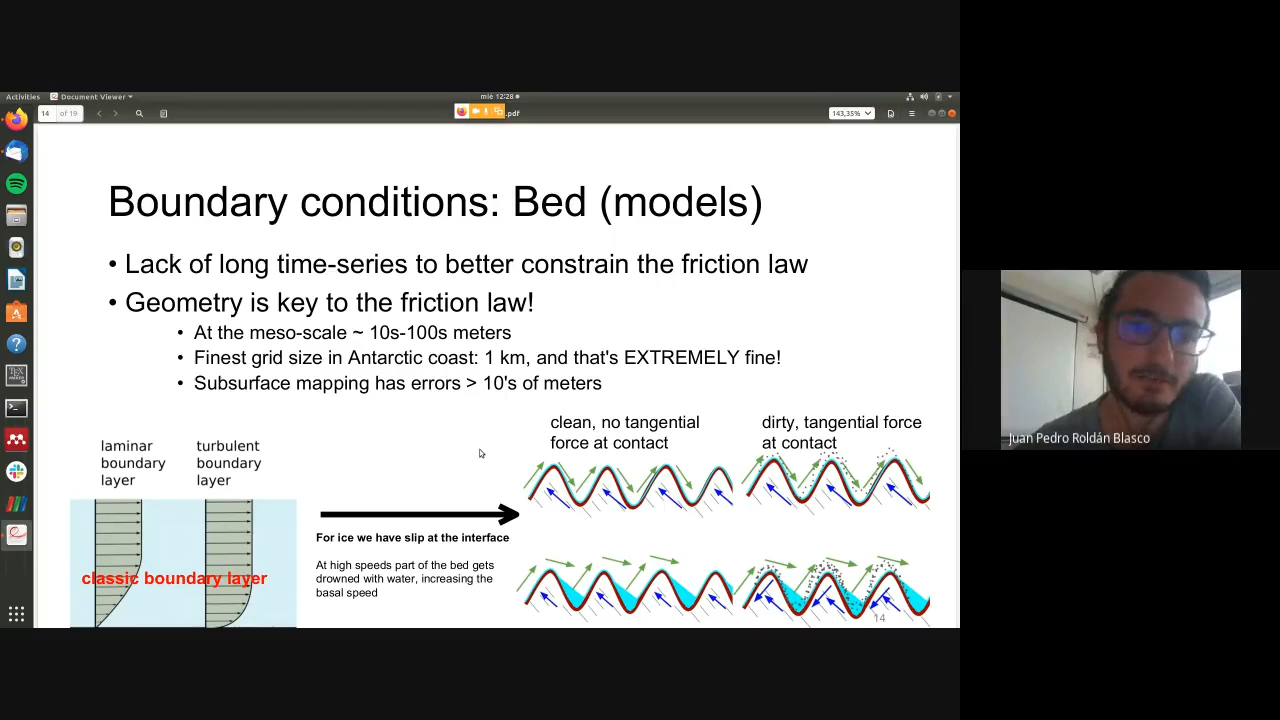 Activities
Document Viewer
mié 12:28
14
of 19
.pdf
143,35%
Boundary conditions: Bed (models)
• Lack of long time-series to better constrain the friction law
• Geometry is key to the friction law!
• At the meso-scale ~ 10s-100s meters
• Finest grid size in Antarctic coast: 1 km, and that's EXTREMELY fine!
• Subsurface mapping has errors > 10's of meters
clean, no tangential
force at contact
dirty, tangential force
at contact
laminar
boundary
layer
turbulent
boundary
layer
For ice we have slip at the interface
At high speeds part of the bed gets
drowned with water, increasing the
basal speed
classic boundary layer
14
Juan Pedro Roldán Blasco